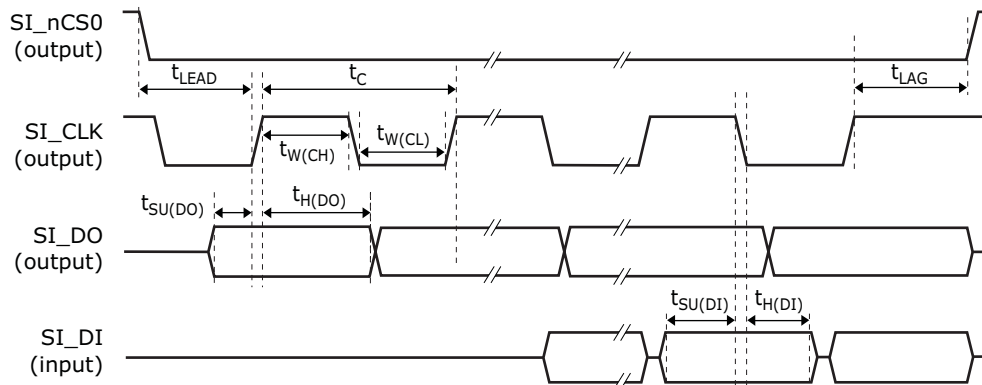 SI_nCS0
(output)
tLEAD
tC
tLAG
SI_CLK
(output)
tW(CH)
tW(CL)
tSU(DO)
tH(DO)
SI_DO
(output)
tSU(DI)
tH(DI)
SI_DI
(input)